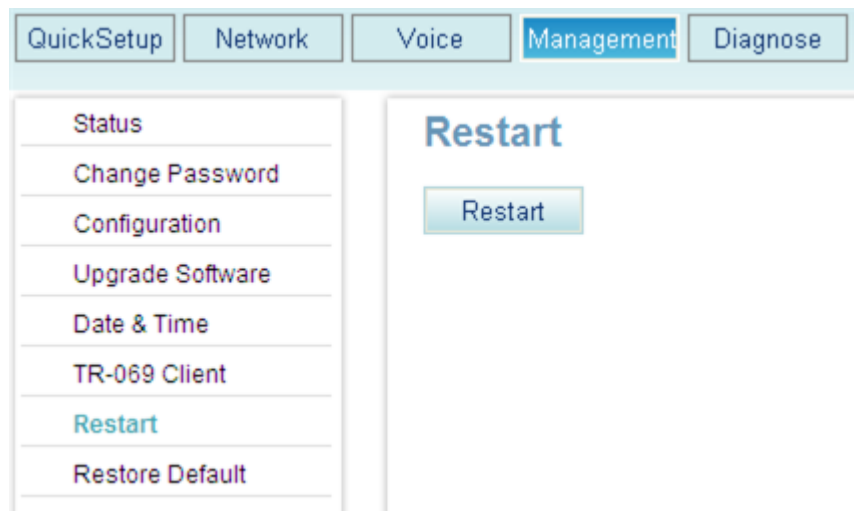 QuickSetup Network Voice Management Diagnose
Status
Change Password
Configuration
Upgrade Software
Date & Time
TR-069 Client
Restart
Restore Default
Restart
Restart